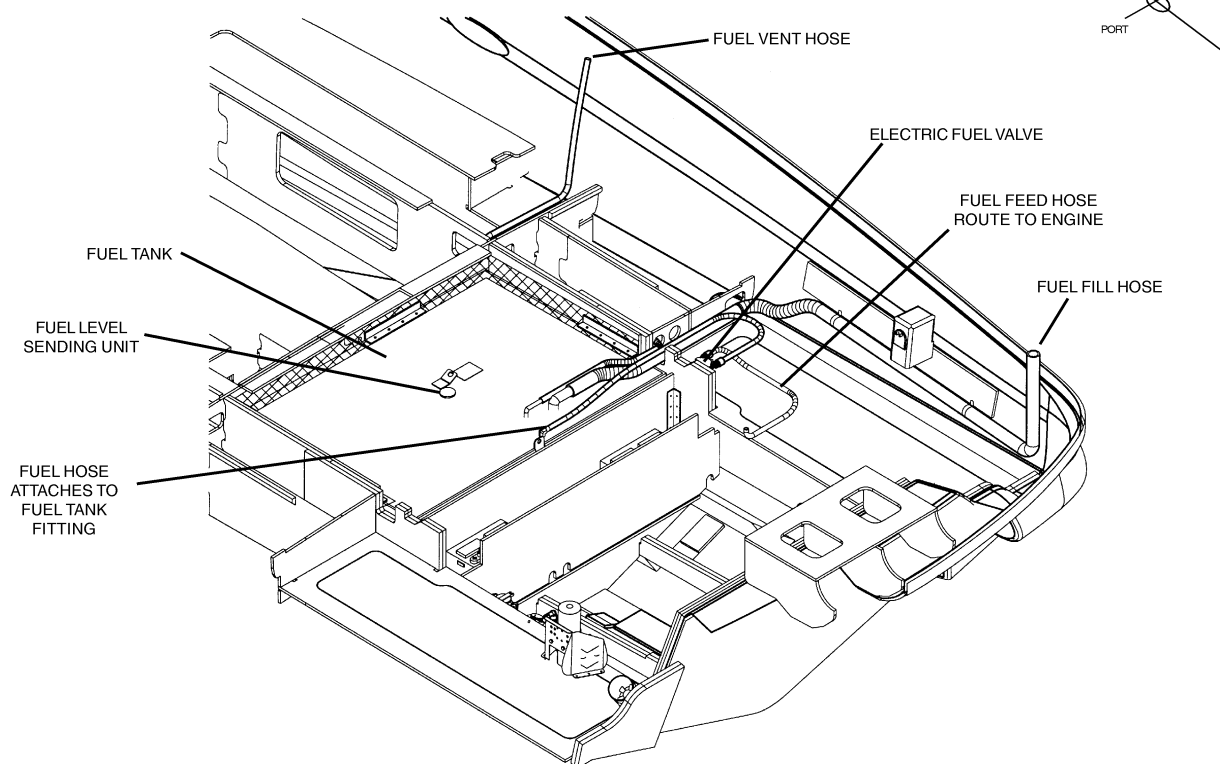 PORT
FUEL VENT HOSE
ELECTRIC FUEL VALVE
FUEL FEED HOSE
ROUTE TO ENGINE
FUEL TANK
FUEL FILL HOSE
FUEL LEVEL
SENDING UNIT
FUEL HOSE
ATTACHES TO
FUEL TANK
FITTING